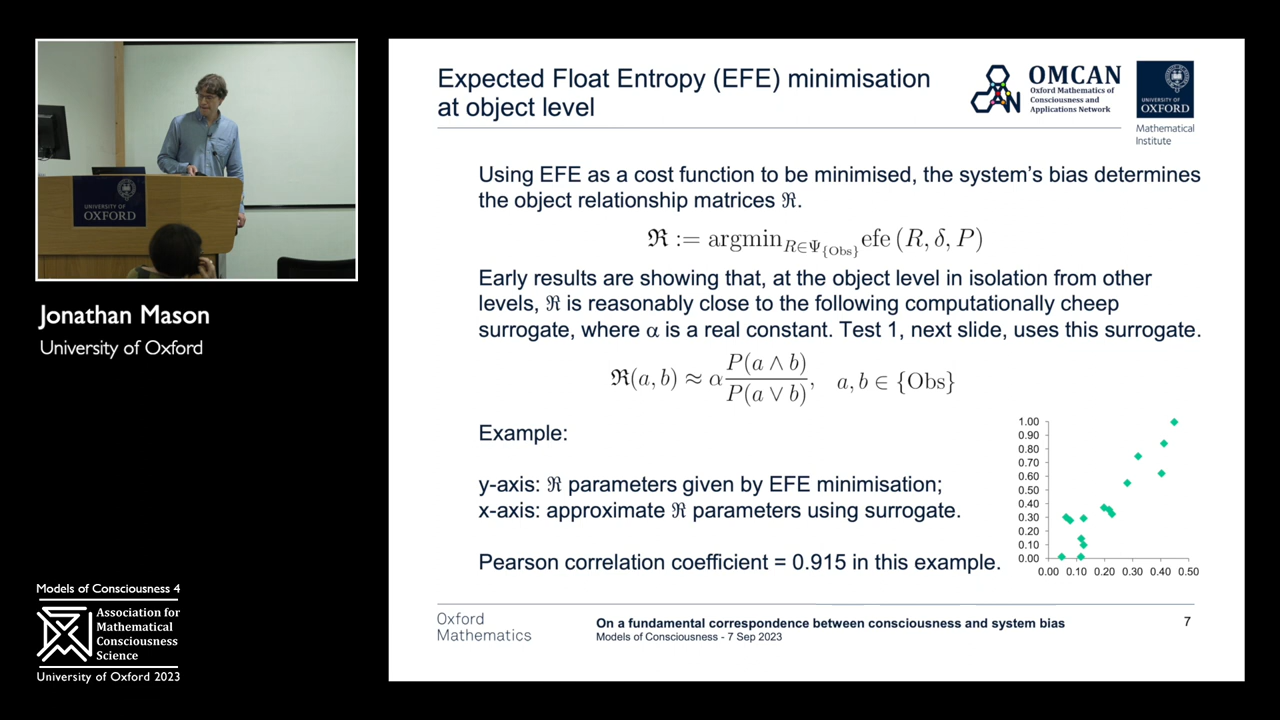 UNIVERSITY OF
OXFORD
Jonathan Mason
University of Oxford
Models of Consciousness 4
Association for
Mathematical
Consciousness
Science
University of Oxford 2023
Expected Float Entropy (EFE) minimisation
at object level
OMCAN
Oxford Mathematics of
Consciousness and
Applications Network
UNIVERSITY OF
OXFORD
Mathematical
Institute
Using EFE as a cost function to be minimised, the system's bias determines
the object relationship matrices ℜ.
ℜ := argmin_{R∈Ψ_{{Obs}}} efe (R, δ, P)
Early results are showing that, at the object level in isolation from other
levels, ℜ is reasonably close to the following computationally cheep
surrogate, where α is a real constant. Test 1, next slide, uses this surrogate.
ℜ(a, b) ≈ α P(a ∧ b) / P(a ∨ b), a, b ∈ {Obs}
Example:
y-axis: ℜ parameters given by EFE minimisation;
x-axis: approximate ℜ parameters using surrogate.
Pearson correlation coefficient = 0.915 in this example.
1.00
0.90
0.80
0.70
0.60
0.50
0.40
0.30
0.20
0.10
0.00
0.00 0.10 0.20 0.30 0.40 0.50
Oxford
Mathematics
On a fundamental correspondence between consciousness and system bias
Models of Consciousness - 7 Sep 2023
7